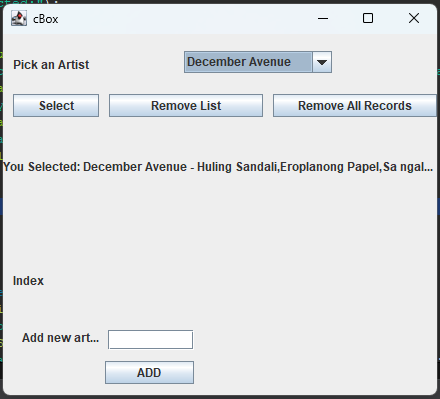 cBox
Pick an Artist
December Avenue
Select
Remove List
Remove All Records
You Selected: December Avenue - Huling Sandali,Eroplanong Papel,Sa ngal...
Index
Add new art...
ADD